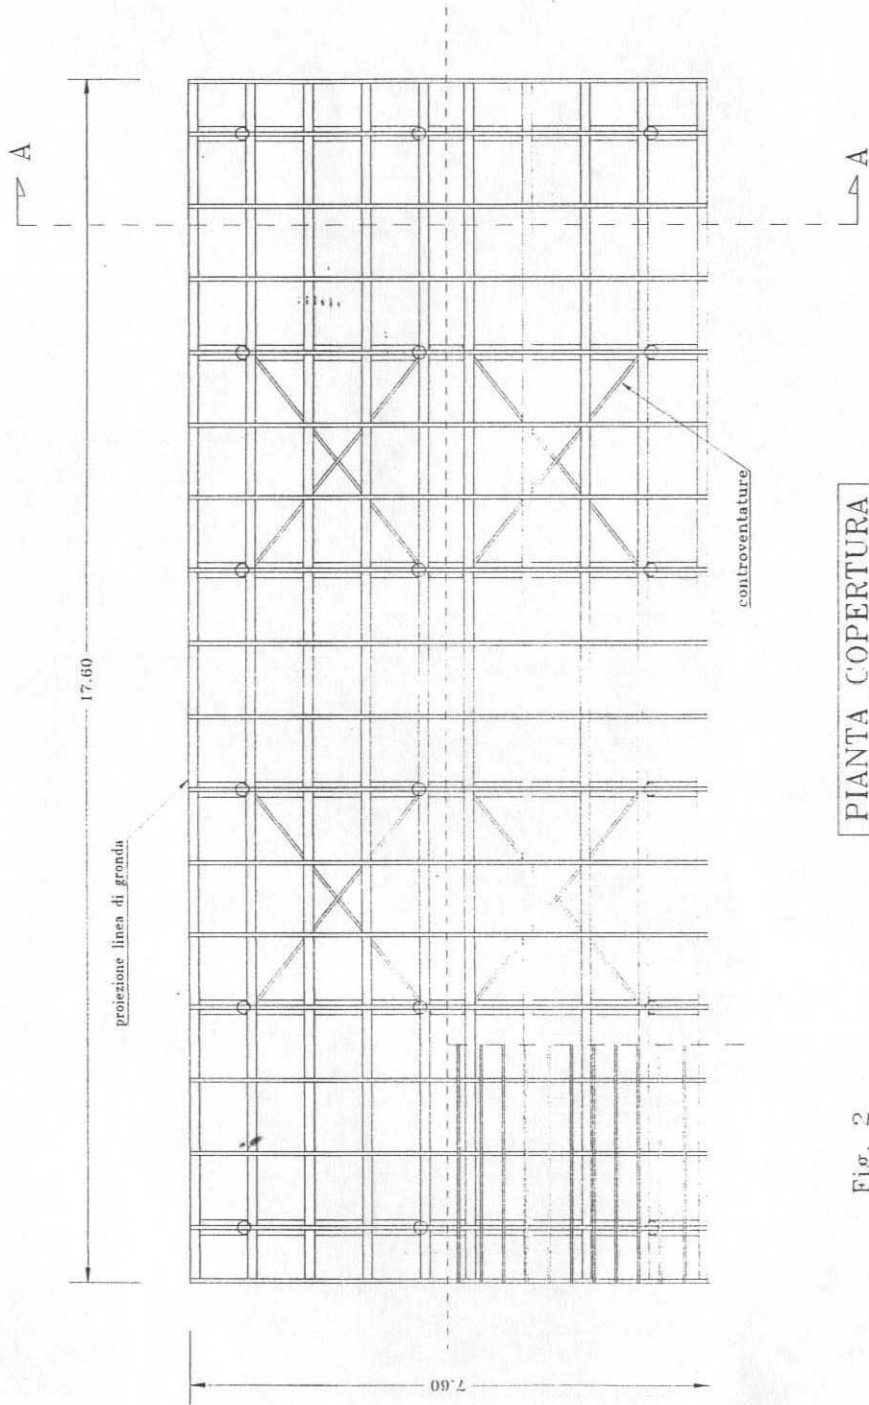 A
A
17.60
proiezione linea di gronda
controventature
7.60
PIANTA COPERTURA
Fig. 2